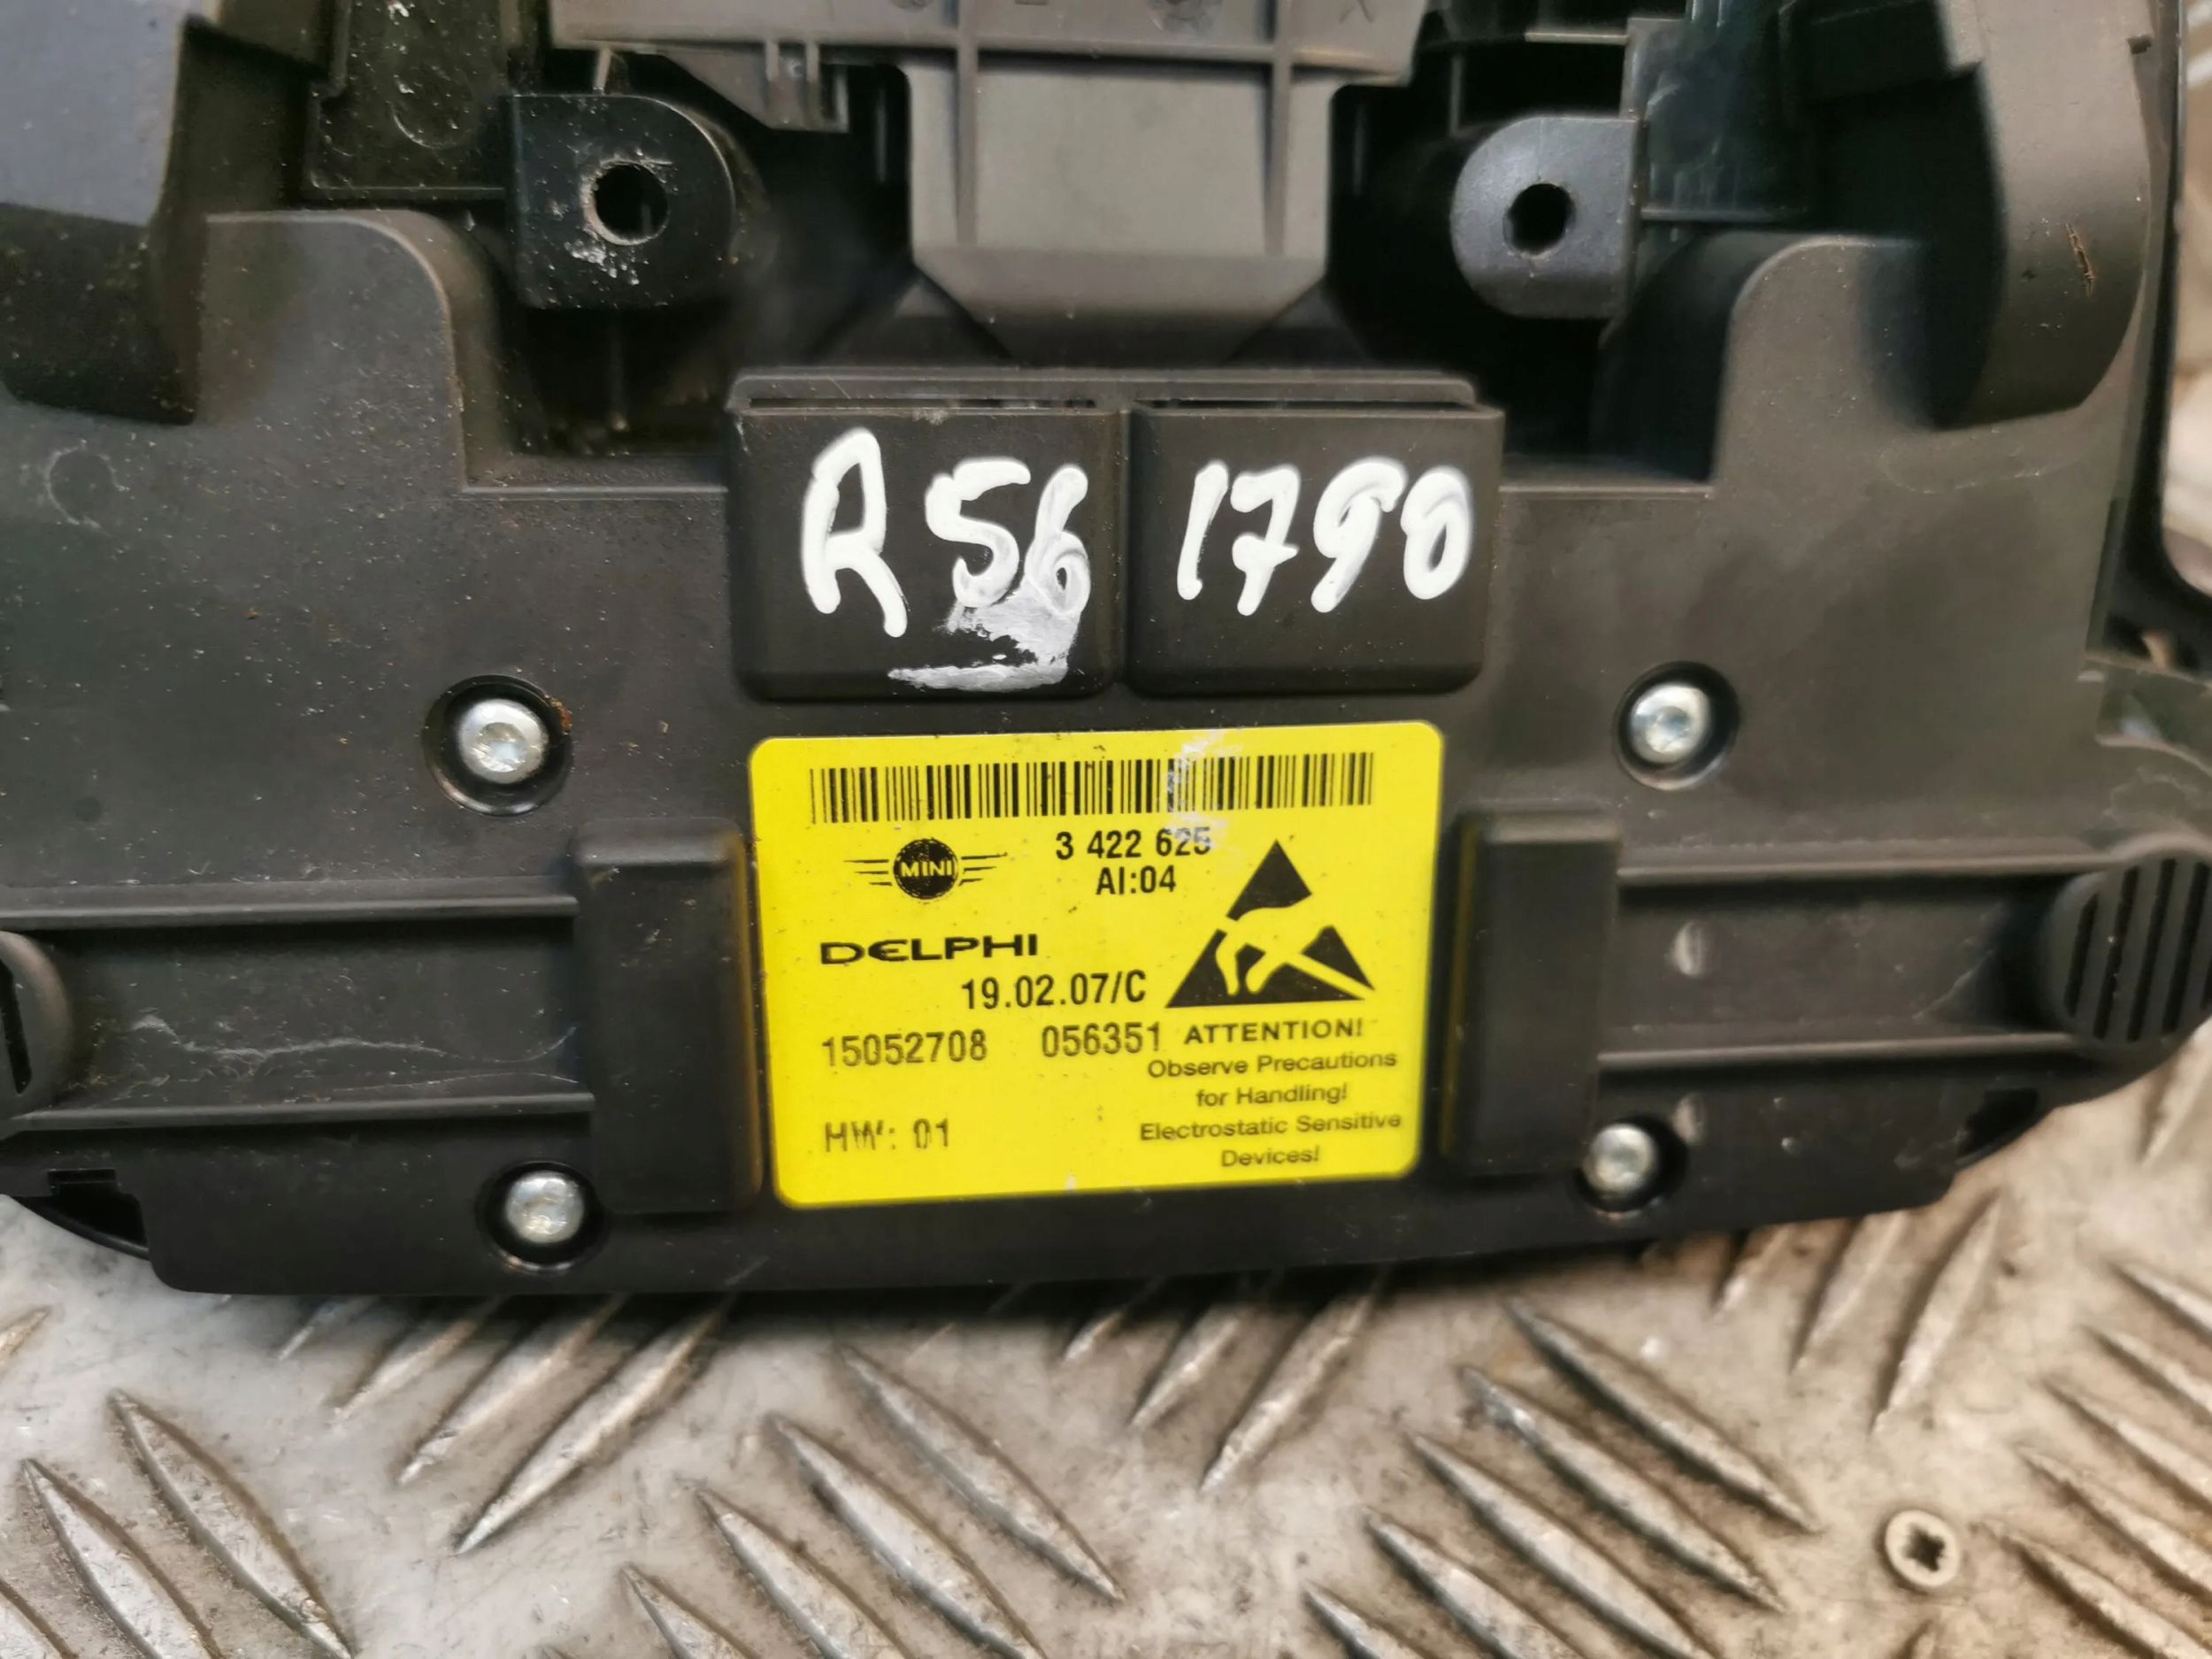 R56 1790
MINI
3 422 625
AI:04
DELPHI
19.02.07/C
15052708 056351
HW: 01
ATTENTION!
Observe Precautions
for Handling!
Electrostatic Sensitive
Devices!